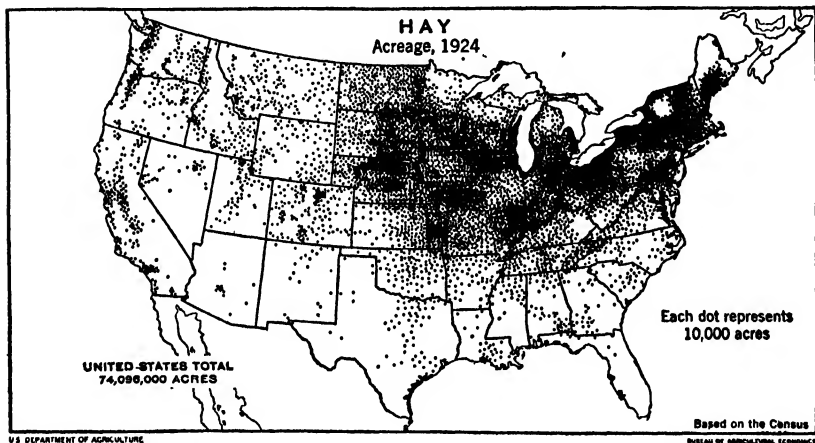 HAY
Acreage, 1924
Each dot represents
10,000 acres
UNITED STATES TOTAL
74,096,000 ACRES
Based on the Census
U S DEPARTMENT OF AGRICULTURE
BUREAU OF AGRICULTURAL ECONOMICS